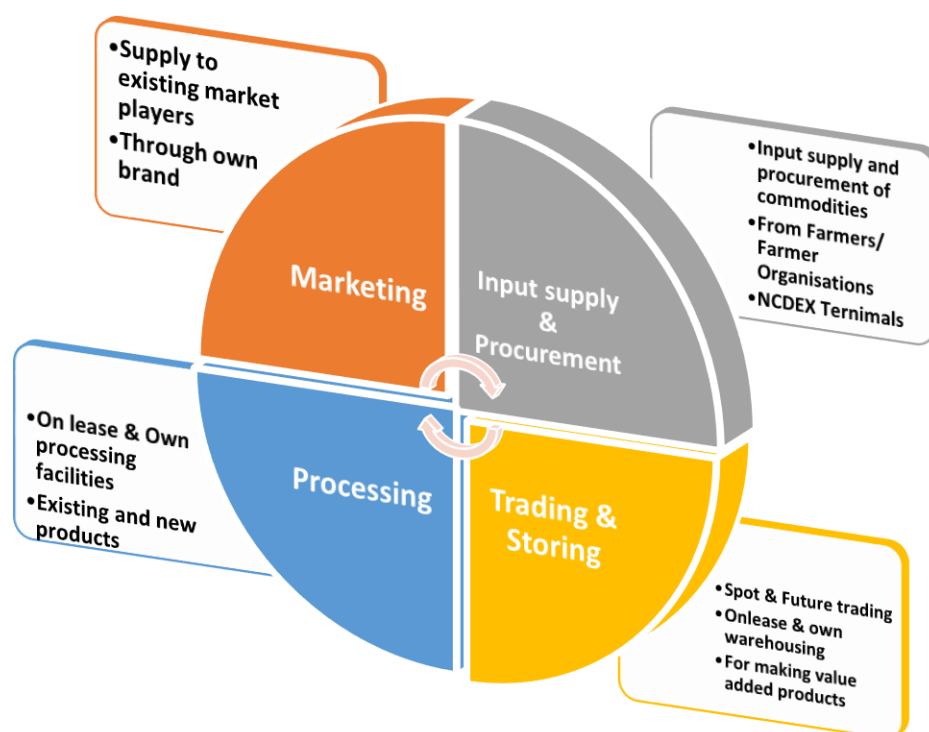 •Supply to
existing market
players
•Through own
brand
•Input supply and
procurement of
commodities
•From Farmers/
Farmer
Organisations
•NCDEX Ternimals
Marketing
Input supply
&
Procurement
•On lease & Own
processing
facilities
•Existing and new
products
Processing
Trading &
Storing
•Spot & Future trading
•Onlease & own
warehousing
•For making value
added products